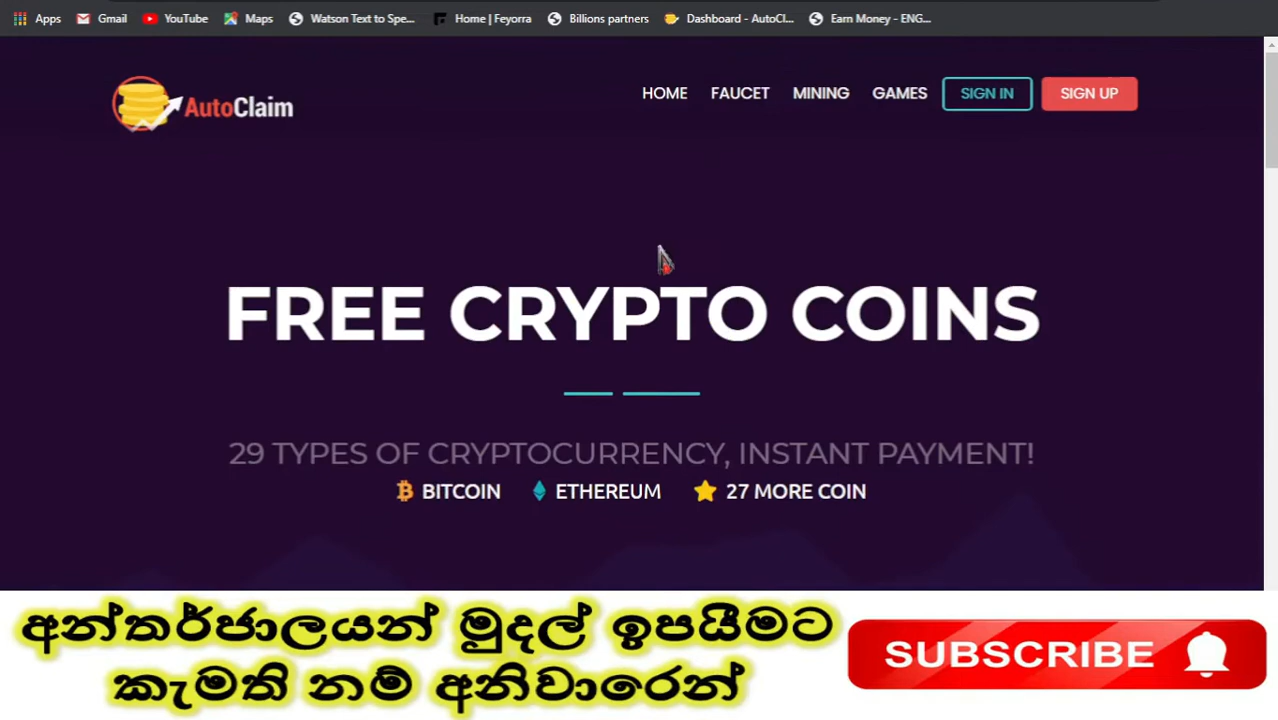 Apps Gmail YouTube Maps Watson Text to Spe... Home | Feyorra Billions partners Dashboard - AutoCl... Earn Money - ENG...
AutoClaim HOME FAUCET MINING GAMES SIGN IN SIGN UP
FREE CRYPTO COINS
29 TYPES OF CRYPTOCURRENCY, INSTANT PAYMENT!
BITCOIN ETHEREUM 27 MORE COIN
අන්තර්ජාලයන් මුදල් ඉපයීමට
කැමති නම් අනිවාරෙන්
SUBSCRIBE